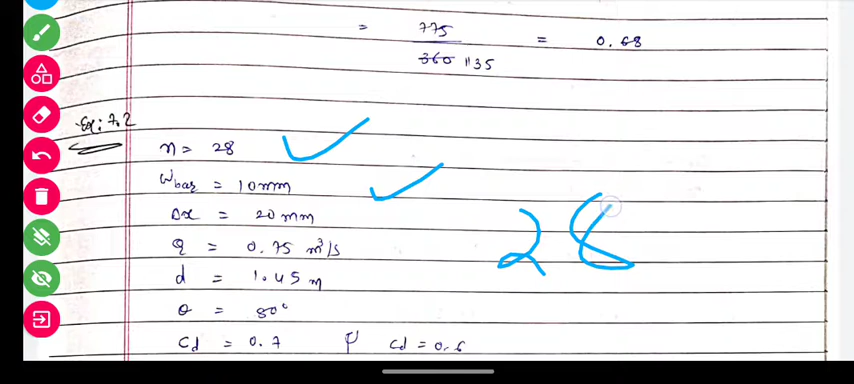 = 775 / 360 1135 = 0.68
Ex: 7.2
n = 28
Wbar = 10mm
Δx = 20 mm
Q = 0.75 m³/s
d = 1.45 m
θ = 80°
Cd = 0.7 Cd = 0.6
28